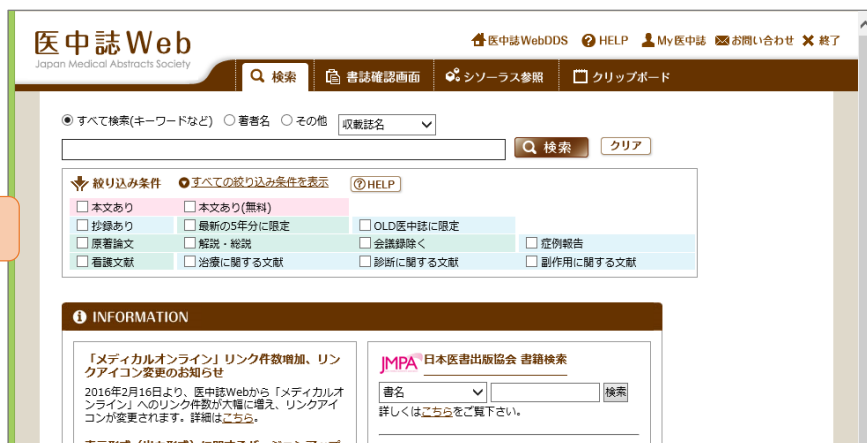 医中誌Web
Japan Medical Abstracts Society
医中誌WebDDS HELP My医中誌 お問い合わせ 終了
検索 書誌確認画面 シソーラス参照 クリップボード
すべて検索(キーワードなど) 著者名 その他 収載誌名
検索 クリア
絞り込み条件 すべての絞り込み条件を表示 HELP
本文あり 本文あり(無料)
抄録あり 最新の5年分に限定 OLD医中誌に限定
原著論文 解説・総説 会議録除く 症例報告
看護文献 治療に関する文献 診断に関する文献 副作用に関する文献
INFORMATION
「メディカルオンライン」リンク件数増加、リン
クアイコン変更のお知らせ
2016年2月16日より、医中誌Webから「メディカルオ
ンライン」へのリンク件数が大幅に増え、リンクアイ
コンが変更されます。詳細はこちら。
JMPA 日本医書出版協会 書籍検索
書名 検索
詳しくはこちらをご覧下さい。